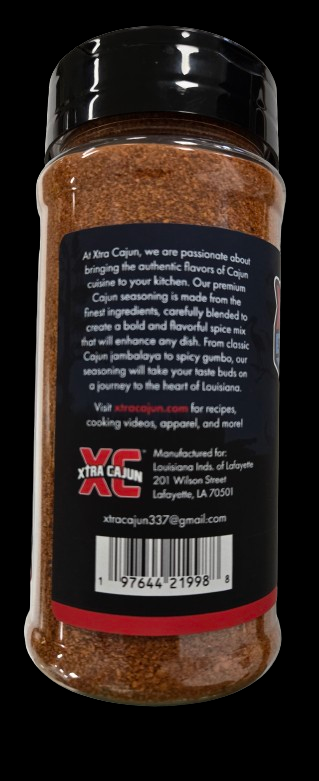 At Xtra Cajun, we are passionate about
bringing the authentic flavors of Cajun
cuisine to your kitchen. Our premium
Cajun seasoning is made from the
finest ingredients, carefully blended to
create a bold and flavorful spice mix
that will enhance any dish. From classic
Cajun jambalaya to spicy gumbo, our
seasoning will take your taste buds on
a journey to the heart of Louisiana.
Visit xtracajun.com for recipes,
cooking videos, apparel, and more!
XC
XTRA CAJUN
Manufactured for:
Louisiana Inds. of Lafayette
201 Wilson Street
Lafayette, LA 70501
xtracajun337@gmail.com
1 97644 21998 8